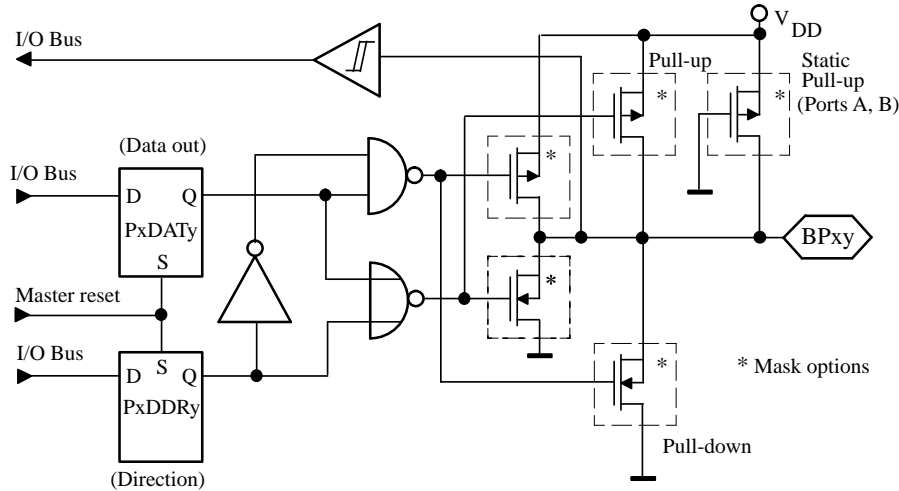 V
DD
I/O Bus
Pull-up
Static
Pull-up
(Ports A, B)
*
*
(Data out)
*
I/O Bus
D
Q
PxDATy
S
BPxy
*
Master reset
I/O Bus
S
D
Q
PxDDRy
*
* Mask options
Pull-down
(Direction)